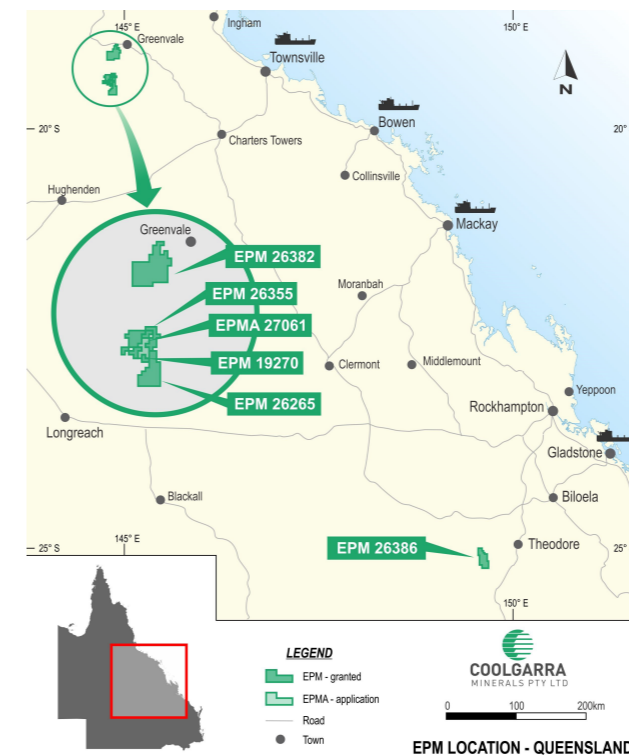 145° E
150° E
Ingham
Greenvale
Townsville
N
20° S
20°
Bowen
Charters Towers
Collinsville
Hughenden
Mackay
Greenvale
EPM 26382
EPM 26355
Moranbah
EPMA 27061
EPM 19270
Clermont
Middlemount
EPM 26265
Yeppoon
Rockhampton
Longreach
Gladstone
Blackall
Biloela
145° E
25° S
EPM 26386
Theodore
25°
150° E
LEGEND
EPM - granted
EPMA - application
Road
Town
COOLGARRA
MINERALS PTY LTD
0 100 200km
EPM LOCATION - QUEENSLAND